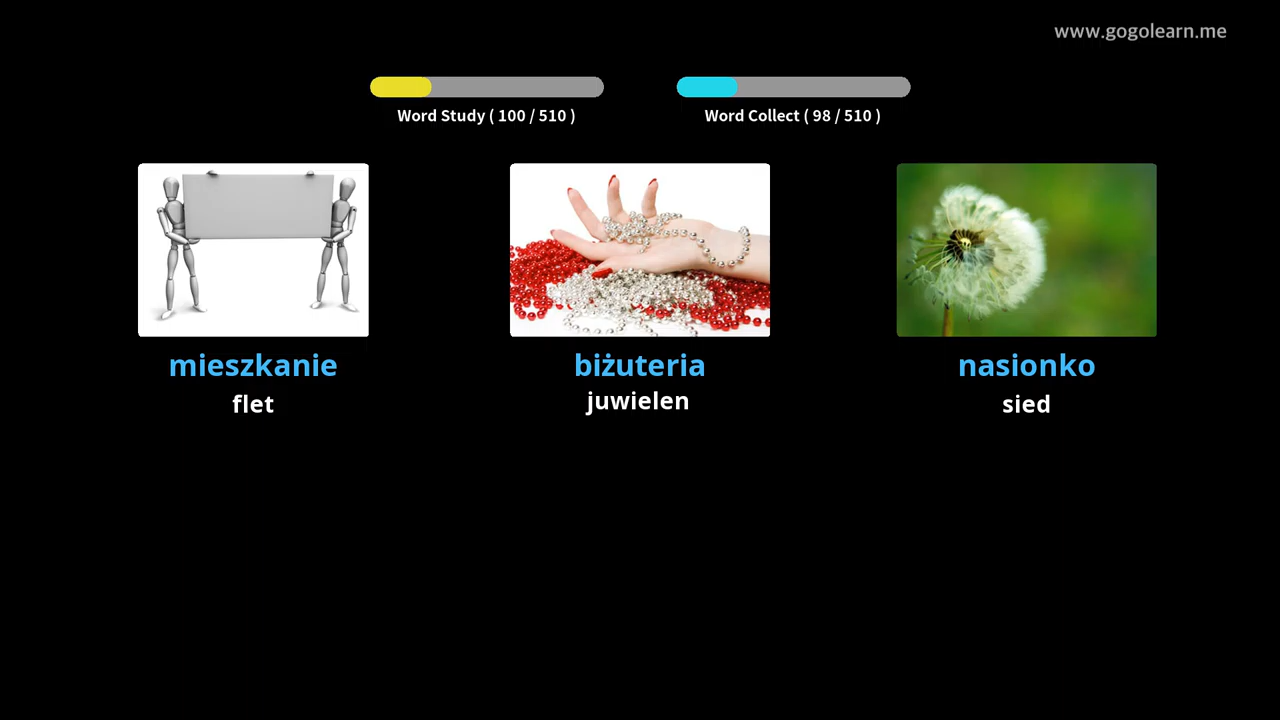 www.gogolearn.me
Word Study ( 100 / 510 )
Word Collect ( 98 / 510 )
mieszkanie
flet
biżuteria
juwielen
nasionko
sied